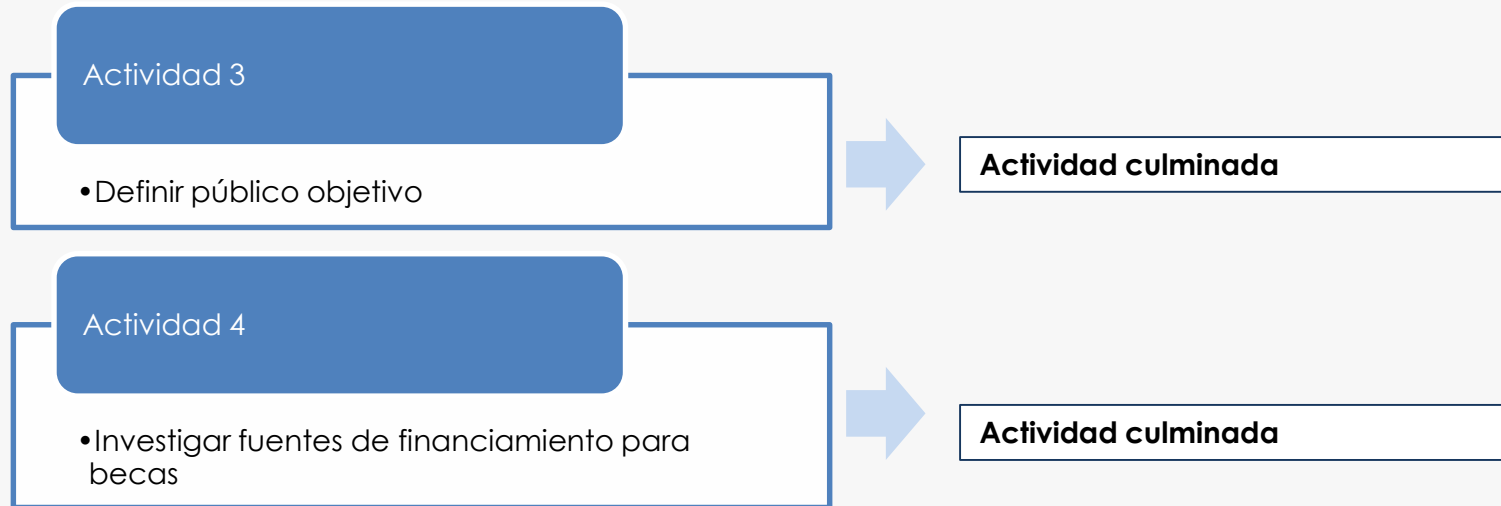 Actividad 3
•Definir público objetivo
Actividad culminada
Actividad 4
•Investigar fuentes de financiamiento para
becas
Actividad culminada